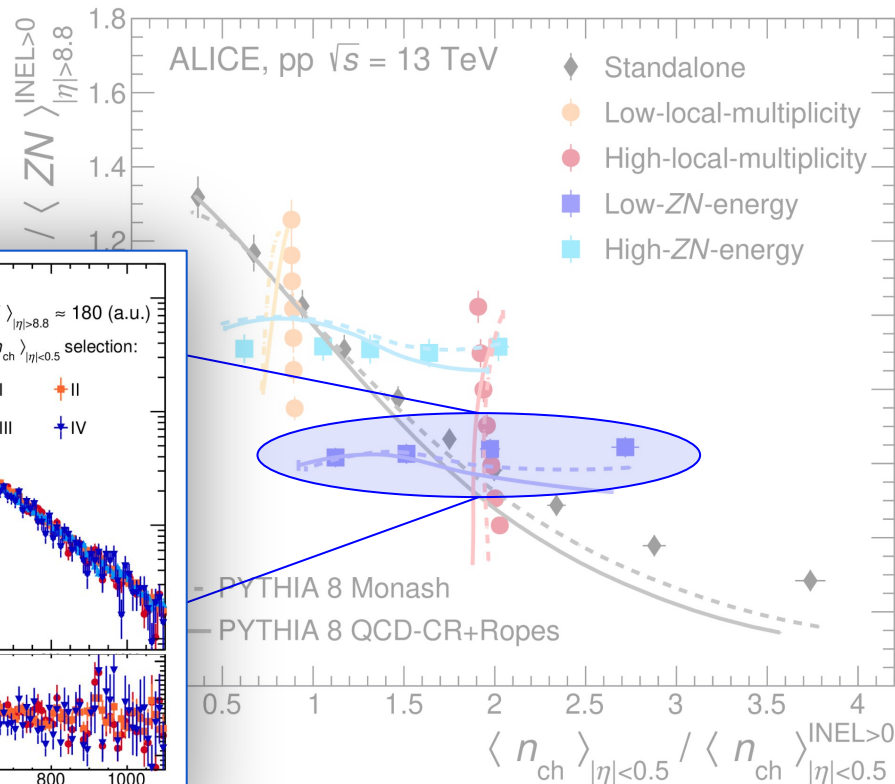 1.8
1.6
1.4
1.2
/ ⟨ ZN ⟩ INEL>0 |η|>8.8
ALICE, pp √s = 13 TeV
Standalone
Low-local-multiplicity
High-local-multiplicity
Low-ZN-energy
High-ZN-energy
⟩|η|>8.8 ≈ 180 (a.u.)
ch ⟩|η|<0.5 selection:
II
III
IV
PYTHIA 8 Monash
PYTHIA 8 QCD-CR+Ropes
800 1000
0.5 1 1.5 2 2.5 3 3.5 4
⟨ nch ⟩|η|<0.5 / ⟨ nch ⟩ INEL>0 |η|<0.5